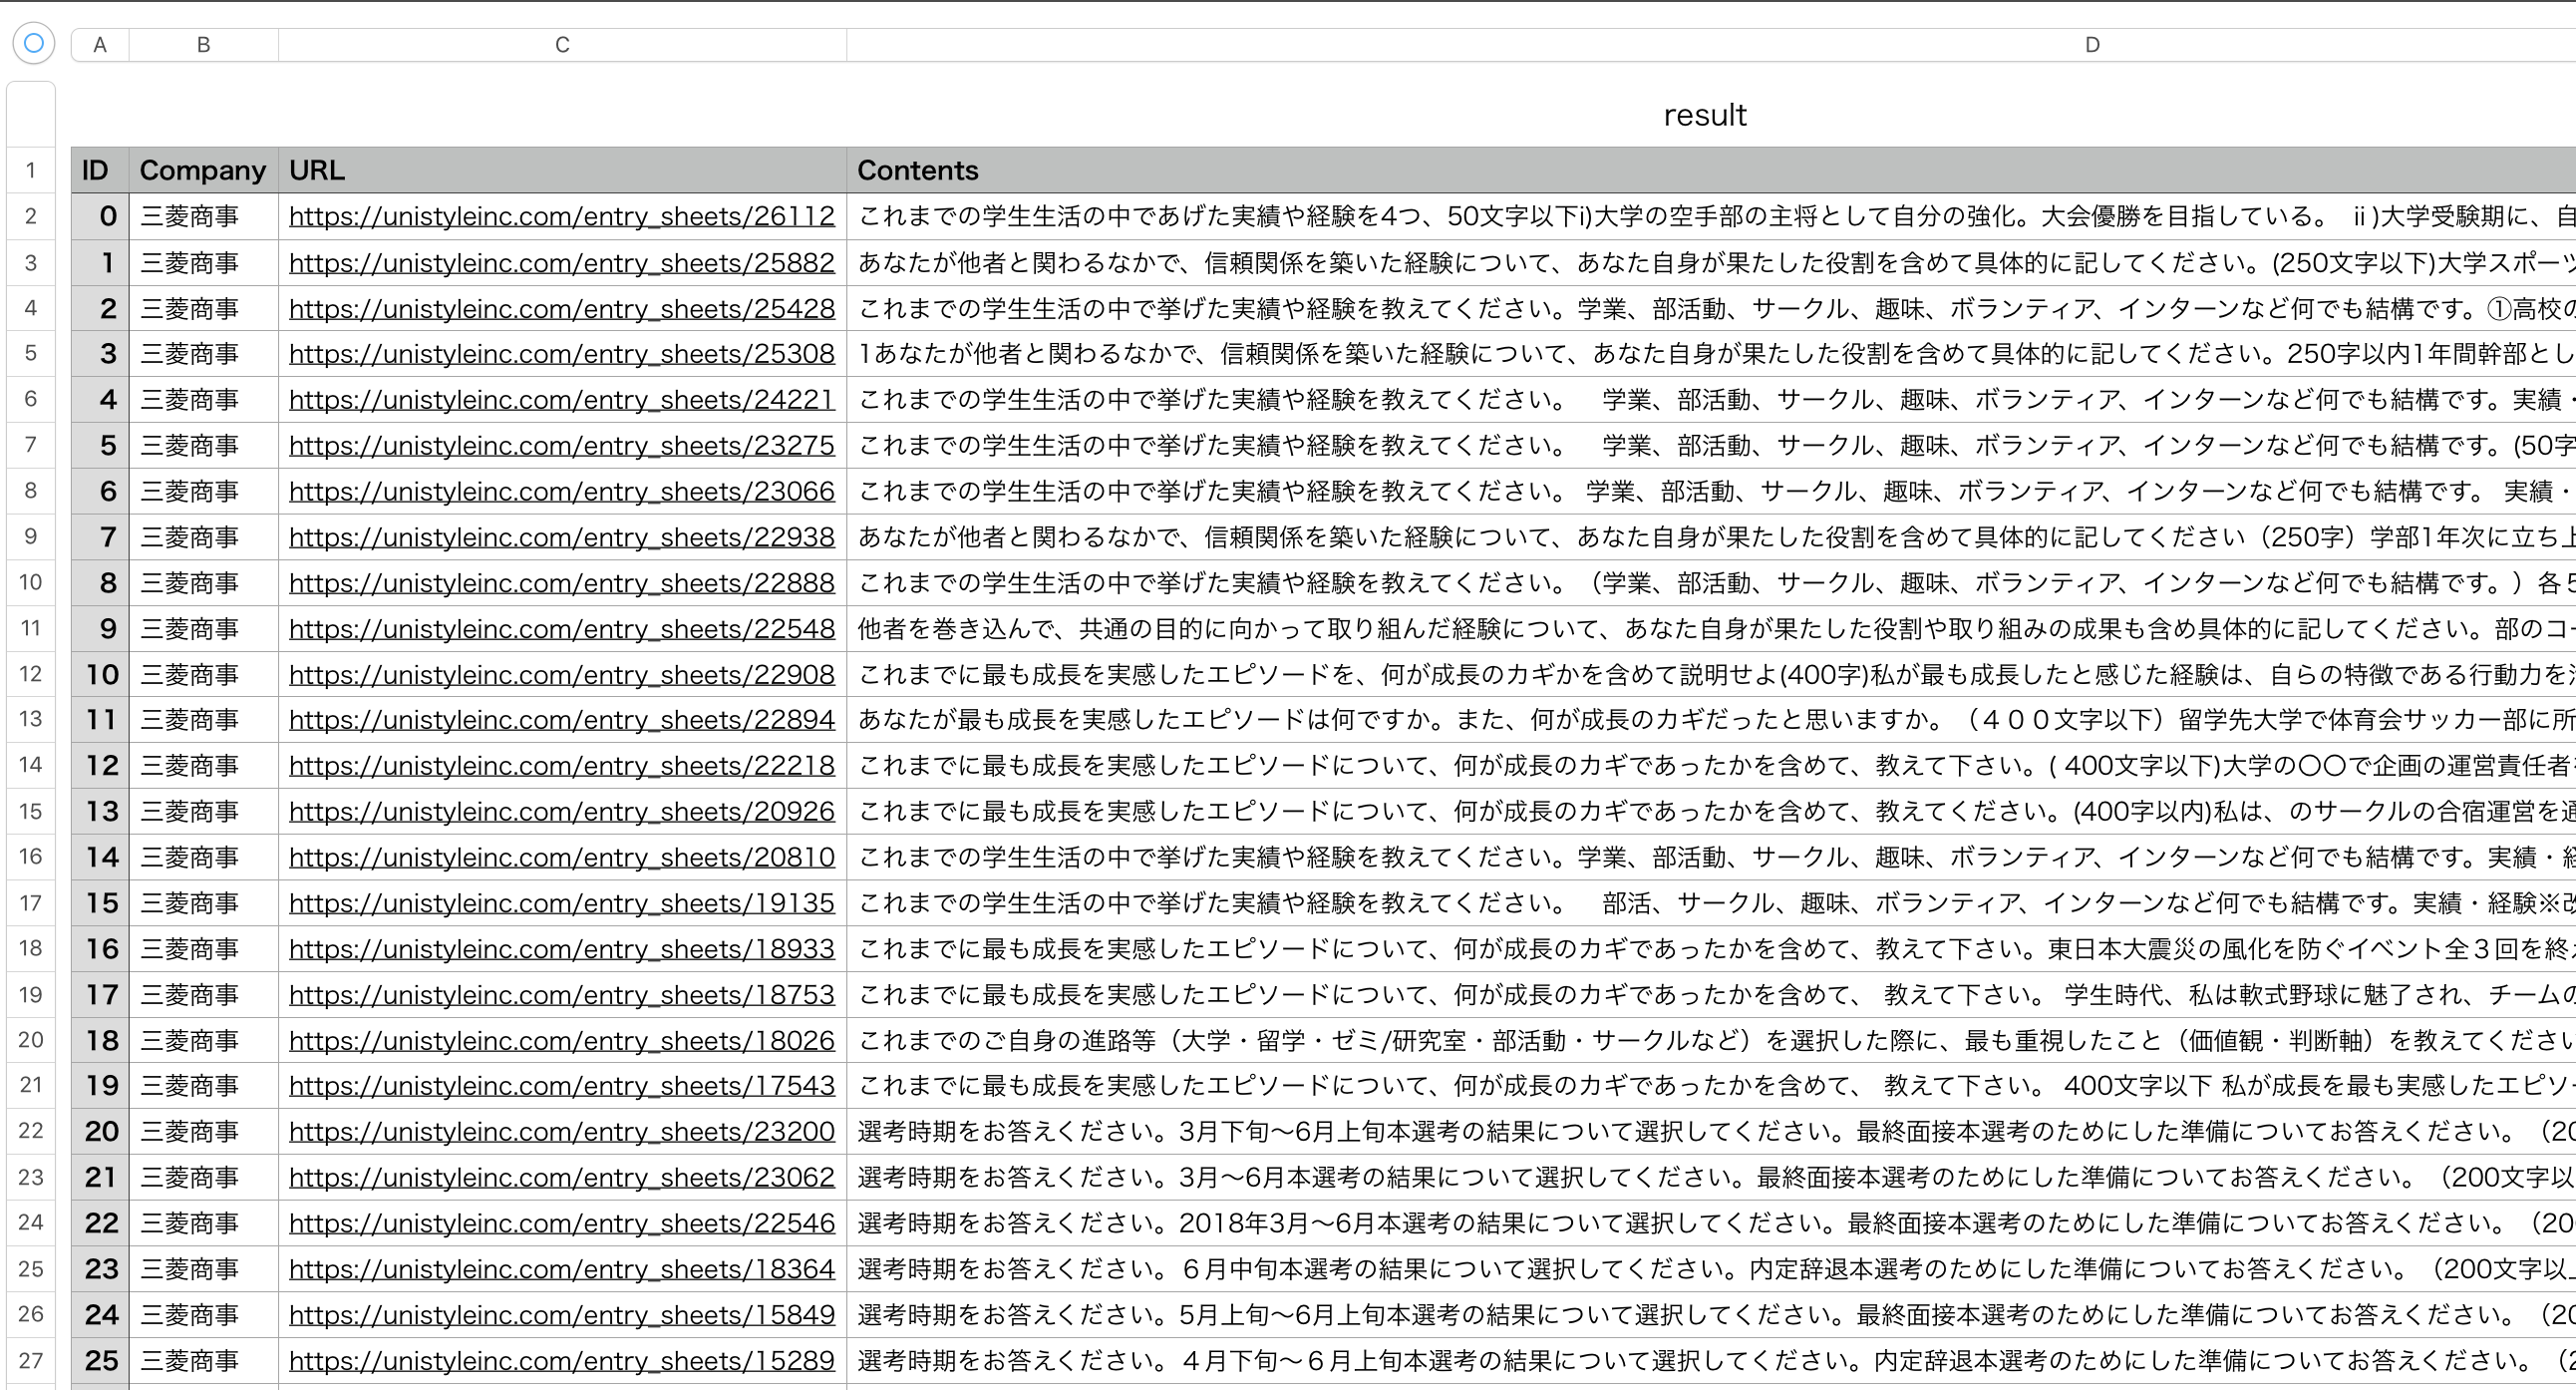 A B C D
result
1 ID Company URL Contents
2 0 三菱商事 https://unistyleinc.com/entry_sheets/26112 これまでの学生生活の中であげた実績や経験を4つ、50文字以下i)大学の空手部の主将として自分の強化。大会優勝を目指している。 ii)大学受験期に、自
3 1 三菱商事 https://unistyleinc.com/entry_sheets/25882 あなたが他者と関わるなかで、信頼関係を築いた経験について、あなた自身が果たした役割を含めて具体的に記してください。(250文字以下)大学スポーツ
4 2 三菱商事 https://unistyleinc.com/entry_sheets/25428 これまでの学生生活の中で挙げた実績や経験を教えてください。学業、部活動、サークル、趣味、ボランティア、インターンなど何でも結構です。①高校の
5 3 三菱商事 https://unistyleinc.com/entry_sheets/25308 1あなたが他者と関わるなかで、信頼関係を築いた経験について、あなた自身が果たした役割を含めて具体的に記してください。250字以内1年間幹部とし
6 4 三菱商事 https://unistyleinc.com/entry_sheets/24221 これまでの学生生活の中で挙げた実績や経験を教えてください。　学業、部活動、サークル、趣味、ボランティア、インターンなど何でも結構です。実績・
7 5 三菱商事 https://unistyleinc.com/entry_sheets/23275 これまでの学生生活の中で挙げた実績や経験を教えてください。　学業、部活動、サークル、趣味、ボランティア、インターンなど何でも結構です。(50字
8 6 三菱商事 https://unistyleinc.com/entry_sheets/23066 これまでの学生生活の中で挙げた実績や経験を教えてください。 学業、部活動、サークル、趣味、ボランティア、インターンなど何でも結構です。 実績・
9 7 三菱商事 https://unistyleinc.com/entry_sheets/22938 あなたが他者と関わるなかで、信頼関係を築いた経験について、あなた自身が果たした役割を含めて具体的に記してください（250字）学部1年次に立ち上
10 8 三菱商事 https://unistyleinc.com/entry_sheets/22888 これまでの学生生活の中で挙げた実績や経験を教えてください。（学業、部活動、サークル、趣味、ボランティア、インターンなど何でも結構です。）各５
11 9 三菱商事 https://unistyleinc.com/entry_sheets/22548 他者を巻き込んで、共通の目的に向かって取り組んだ経験について、あなた自身が果たした役割や取り組みの成果も含め具体的に記してください。部のコー
12 10 三菱商事 https://unistyleinc.com/entry_sheets/22908 これまでに最も成長を実感したエピソードを、何が成長のカギかを含めて説明せよ(400字)私が最も成長したと感じた経験は、自らの特徴である行動力を
13 11 三菱商事 https://unistyleinc.com/entry_sheets/22894 あなたが最も成長を実感したエピソードは何ですか。また、何が成長のカギだったと思いますか。（４００文字以下）留学先大学で体育会サッカー部に所
14 12 三菱商事 https://unistyleinc.com/entry_sheets/22218 これまでに最も成長を実感したエピソードについて、何が成長のカギであったかを含めて、教えて下さい。( 400文字以下)大学の〇〇で企画の運営責任者
15 13 三菱商事 https://unistyleinc.com/entry_sheets/20926 これまでに最も成長を実感したエピソードについて、何が成長のカギであったかを含めて、教えてください。(400字以内)私は、のサークルの合宿運営を通
16 14 三菱商事 https://unistyleinc.com/entry_sheets/20810 これまでの学生生活の中で挙げた実績や経験を教えてください。学業、部活動、サークル、趣味、ボランティア、インターンなど何でも結構です。実績・経
17 15 三菱商事 https://unistyleinc.com/entry_sheets/19135 これまでの学生生活の中で挙げた実績や経験を教えてください。　部活、サークル、趣味、ボランティア、インターンなど何でも結構です。実績・経験※改
18 16 三菱商事 https://unistyleinc.com/entry_sheets/18933 これまでに最も成長を実感したエピソードについて、何が成長のカギであったかを含めて、教えて下さい。東日本大震災の風化を防ぐイベント全３回を終
19 17 三菱商事 https://unistyleinc.com/entry_sheets/18753 これまでに最も成長を実感したエピソードについて、何が成長のカギであったかを含めて、 教えて下さい。 学生時代、私は軟式野球に魅了され、チームの
20 18 三菱商事 https://unistyleinc.com/entry_sheets/18026 これまでのご自身の進路等（大学・留学・ゼミ/研究室・部活動・サークルなど）を選択した際に、最も重視したこと（価値観・判断軸）を教えてください
21 19 三菱商事 https://unistyleinc.com/entry_sheets/17543 これまでに最も成長を実感したエピソードについて、何が成長のカギであったかを含めて、 教えて下さい。 400文字以下 私が成長を最も実感したエピソー
22 20 三菱商事 https://unistyleinc.com/entry_sheets/23200 選考時期をお答えください。3月下旬〜6月上旬本選考の結果について選択してください。最終面接本選考のためにした準備についてお答えください。（20
23 21 三菱商事 https://unistyleinc.com/entry_sheets/23062 選考時期をお答えください。3月〜6月本選考の結果について選択してください。最終面接本選考のためにした準備についてお答えください。（200文字以
24 22 三菱商事 https://unistyleinc.com/entry_sheets/22546 選考時期をお答えください。2018年3月〜6月本選考の結果について選択してください。最終面接本選考のためにした準備についてお答えください。（20
25 23 三菱商事 https://unistyleinc.com/entry_sheets/18364 選考時期をお答えください。６月中旬本選考の結果について選択してください。内定辞退本選考のためにした準備についてお答えください。（200文字以上
26 24 三菱商事 https://unistyleinc.com/entry_sheets/15849 選考時期をお答えください。5月上旬〜6月上旬本選考の結果について選択してください。最終面接本選考のためにした準備についてお答えください。（20
27 25 三菱商事 https://unistyleinc.com/entry_sheets/15289 選考時期をお答えください。４月下旬〜６月上旬本選考の結果について選択してください。内定辞退本選考のためにした準備についてお答えください。（2